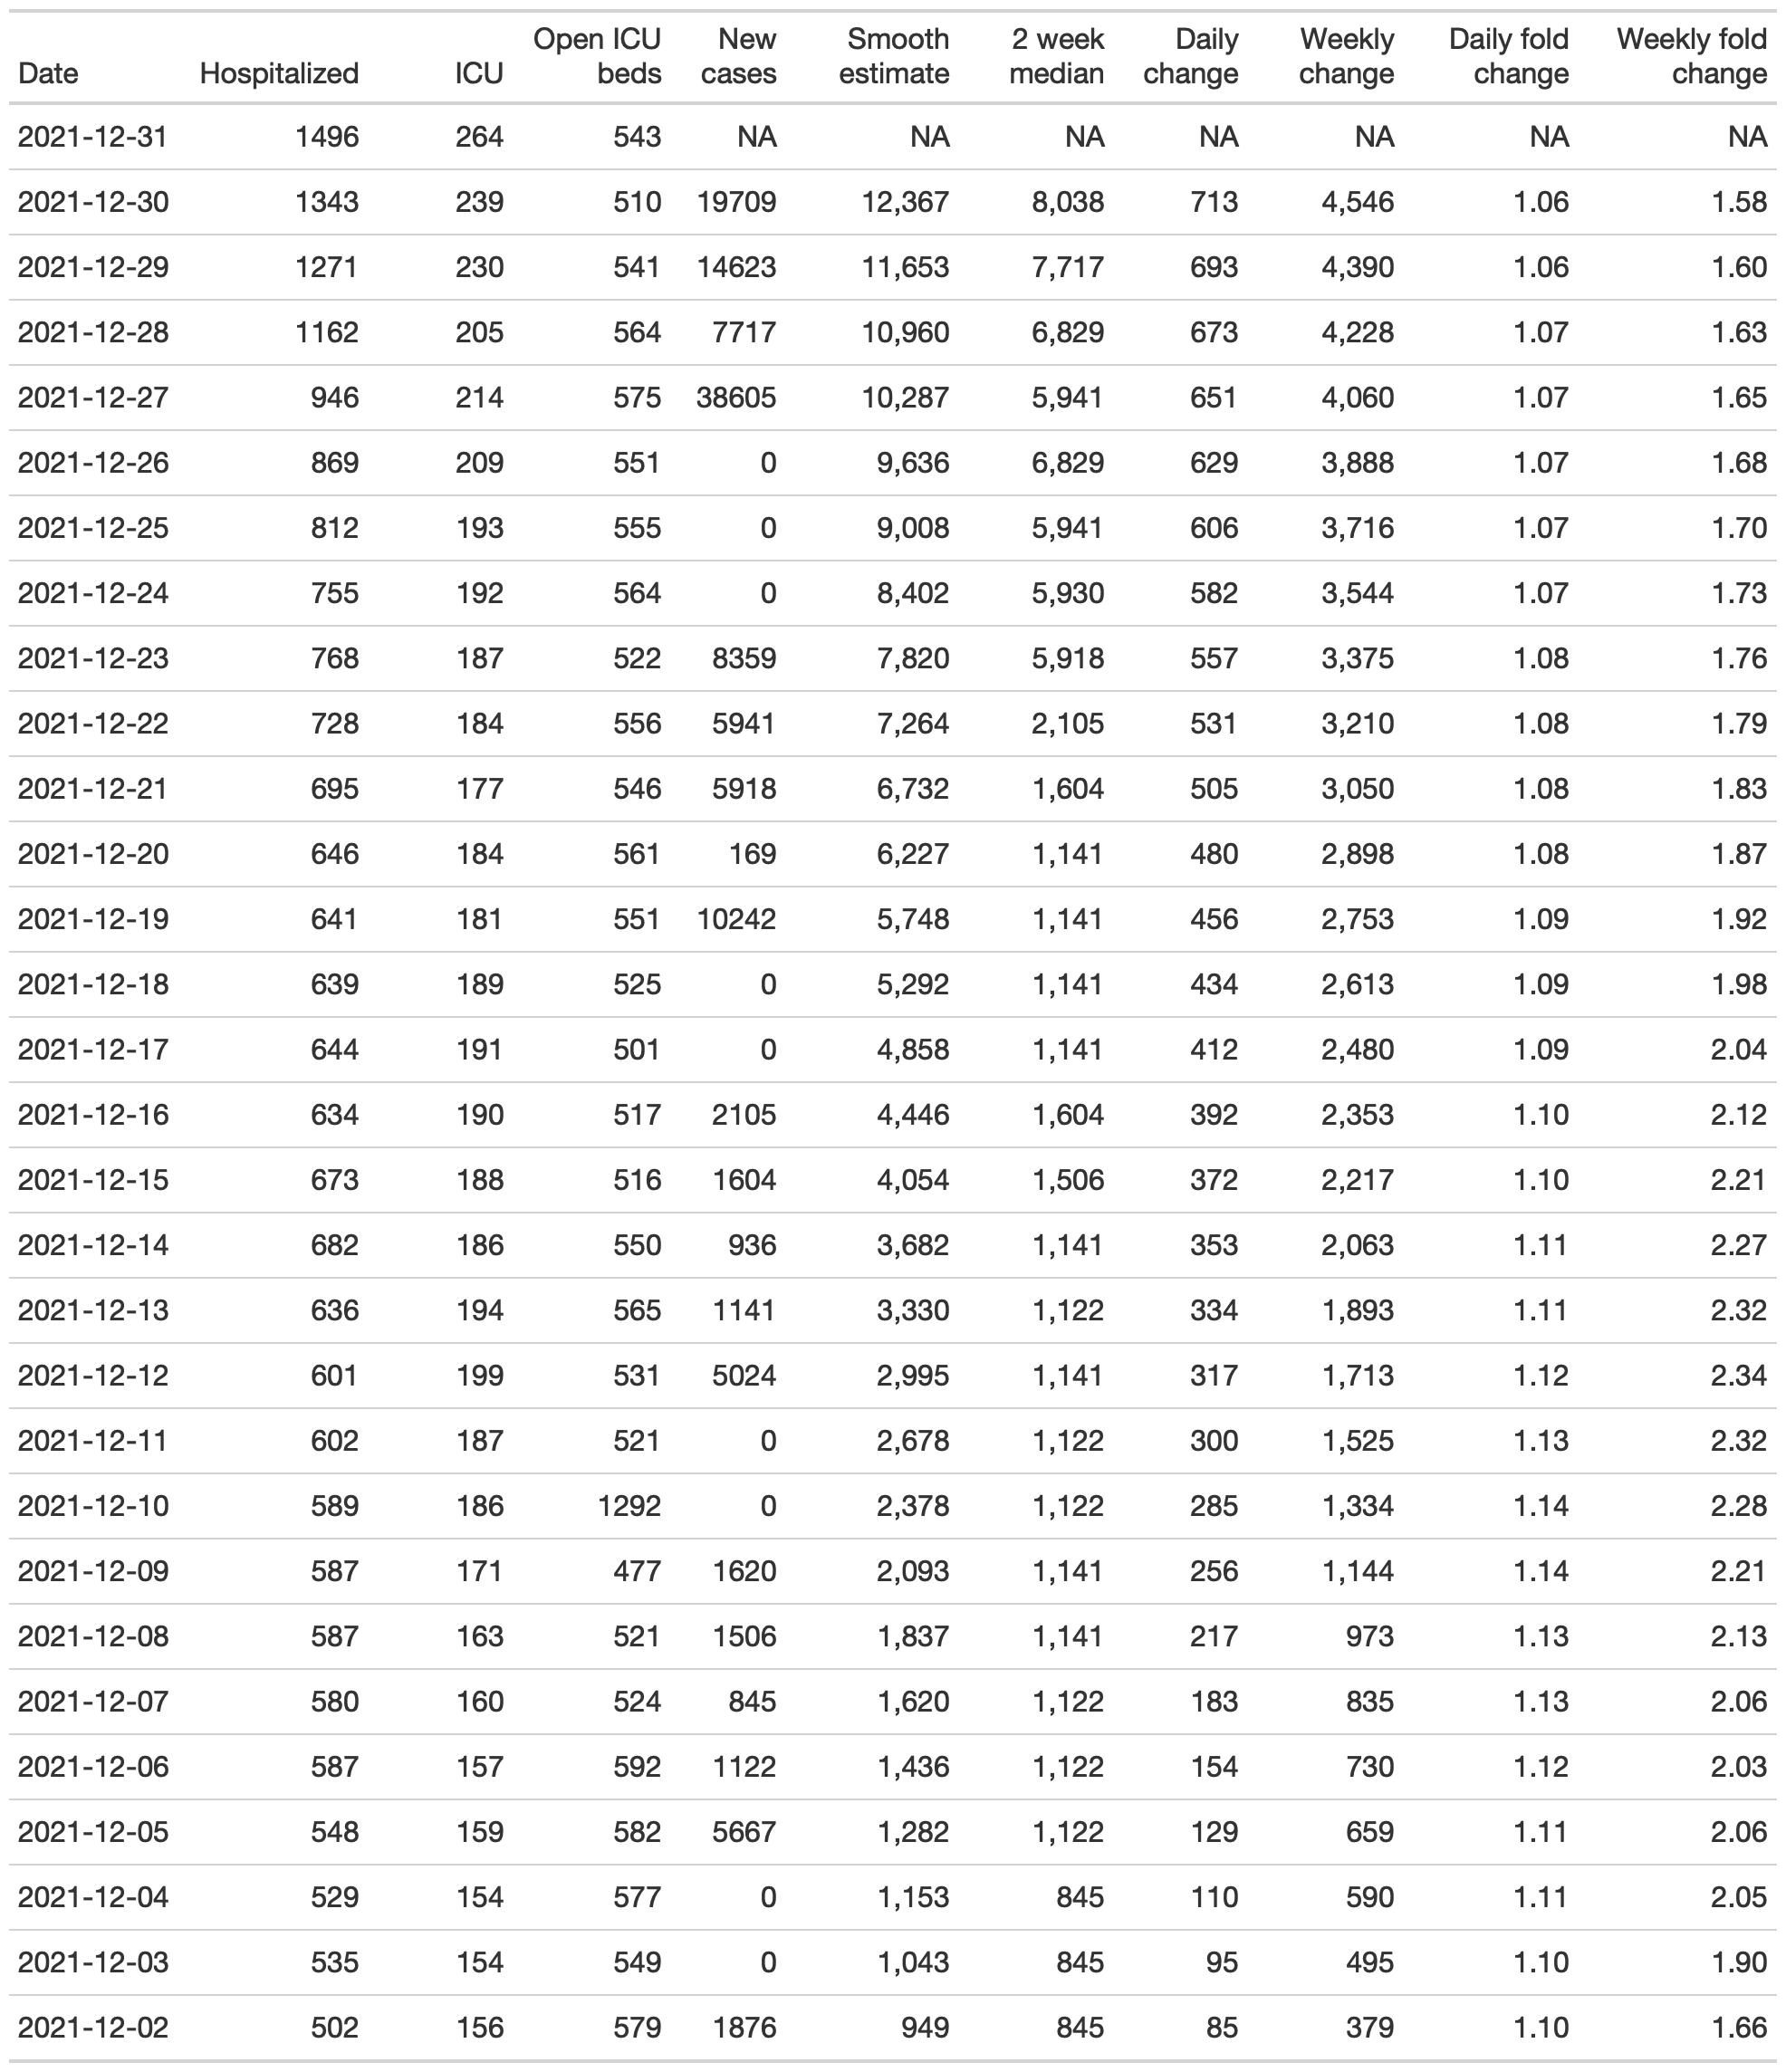 Date Hospitalized ICU Open ICU beds New cases Smooth estimate 2 week median Daily change Weekly change Daily fold change Weekly fold change
2021-12-31 1496 264 543 NA NA NA NA NA NA NA
2021-12-30 1343 239 510 19709 12,367 8,038 713 4,546 1.06 1.58
2021-12-29 1271 230 541 14623 11,653 7,717 693 4,390 1.06 1.60
2021-12-28 1162 205 564 7717 10,960 6,829 673 4,228 1.07 1.63
2021-12-27 946 214 575 38605 10,287 5,941 651 4,060 1.07 1.65
2021-12-26 869 209 551 0 9,636 6,829 629 3,888 1.07 1.68
2021-12-25 812 193 555 0 9,008 5,941 606 3,716 1.07 1.70
2021-12-24 755 192 564 0 8,402 5,930 582 3,544 1.07 1.73
2021-12-23 768 187 522 8359 7,820 5,918 557 3,375 1.08 1.76
2021-12-22 728 184 556 5941 7,264 2,105 531 3,210 1.08 1.79
2021-12-21 695 177 546 5918 6,732 1,604 505 3,050 1.08 1.83
2021-12-20 646 184 561 169 6,227 1,141 480 2,898 1.08 1.87
2021-12-19 641 181 551 10242 5,748 1,141 456 2,753 1.09 1.92
2021-12-18 639 189 525 0 5,292 1,141 434 2,613 1.09 1.98
2021-12-17 644 191 501 0 4,858 1,141 412 2,480 1.09 2.04
2021-12-16 634 190 517 2105 4,446 1,604 392 2,353 1.10 2.12
2021-12-15 673 188 516 1604 4,054 1,506 372 2,217 1.10 2.21
2021-12-14 682 186 550 936 3,682 1,141 353 2,063 1.11 2.27
2021-12-13 636 194 565 1141 3,330 1,122 334 1,893 1.11 2.32
2021-12-12 601 199 531 5024 2,995 1,141 317 1,713 1.12 2.34
2021-12-11 602 187 521 0 2,678 1,122 300 1,525 1.13 2.32
2021-12-10 589 186 1292 0 2,378 1,122 285 1,334 1.14 2.28
2021-12-09 587 171 477 1620 2,093 1,141 256 1,144 1.14 2.21
2021-12-08 587 163 521 1506 1,837 1,141 217 973 1.13 2.13
2021-12-07 580 160 524 845 1,620 1,122 183 835 1.13 2.06
2021-12-06 587 157 592 1122 1,436 1,122 154 730 1.12 2.03
2021-12-05 548 159 582 5667 1,282 1,122 129 659 1.11 2.06
2021-12-04 529 154 577 0 1,153 845 110 590 1.11 2.05
2021-12-03 535 154 549 0 1,043 845 95 495 1.10 1.90
2021-12-02 502 156 579 1876 949 845 85 379 1.10 1.66